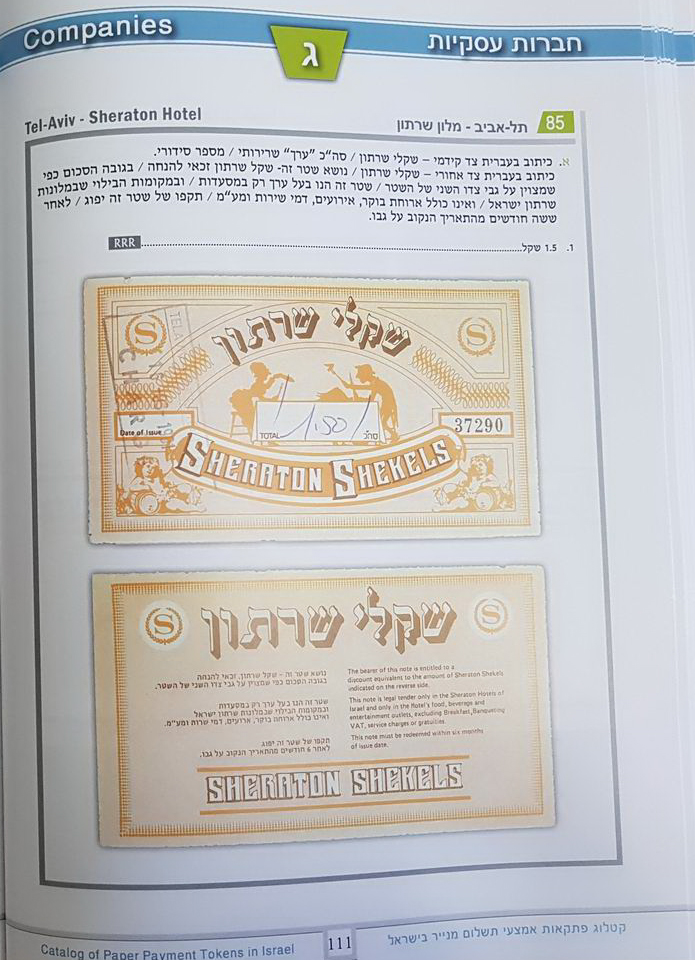 Companies
ג
חברות עסקיות
Tel-Aviv - Sheraton Hotel
תל-אביב - מלון שרתון
85
א. כיתוב בעברית צד קידמי – שקלי שרתון / סה"כ "ערך" שרירותי / מספר סידורי.
כיתוב בעברית צד אחורי – שקלי שרתון / נושא שטר זה- שקל שרתון זכאי להנחה / בגובה הסכום כפי
שמצוין על גבי צדו השני של השטר / שטר זה הנו בעל ערך רק במסעדות / ובמקומות הבילוי שבמלונות
שרתון ישראל / ואינו כולל ארוחת בוקר, אירועים, דמי שירות ומע"מ / תקפו של שטר זה יפוג / לאחר
ששה חודשים מהתאריך הנקוב על גבו.
1. 1.5 שקל
RRR
S
שקלי שרתון
S
TELA
Date of Issue
TOTAL
סה"כ
37290
SHERATON SHEKELS
S
שקלי שרתון
S
נושא שטר זה - שקל שרתון, זכאי להנחה
בגובה הסכום כפי שמצוין על גבי צדו השני של השטר.
שטר זה הנו בעל ערך רק במסעדות
ובמקומות הבילוי שבמלונות שרתון ישראל
ואינו כולל ארוחת בוקר, ארועים, דמי שרות ומע"מ.
תקפו של שטר זה יפוג
לאחר 6 חודשים מהתאריך הנקוב על גבו.
The bearer of this note is entitled to a
discount equivalent to the amount of Sheraton Shekels
indicated on the reverse side.
This note is legal tender only in the Sheraton Hotels of
Israel and only in the Hotel's food, beverage and
entertainment outlets, excluding Breakfast, Banqueting
VAT, service charges or gratuities.
This note must be redeemed within six months
of issue date.
SHERATON SHEKELS
Catalog of Paper Payment Tokens in Israel
111
קטלוג פתקאות אמצעי תשלום מנייר בישראל